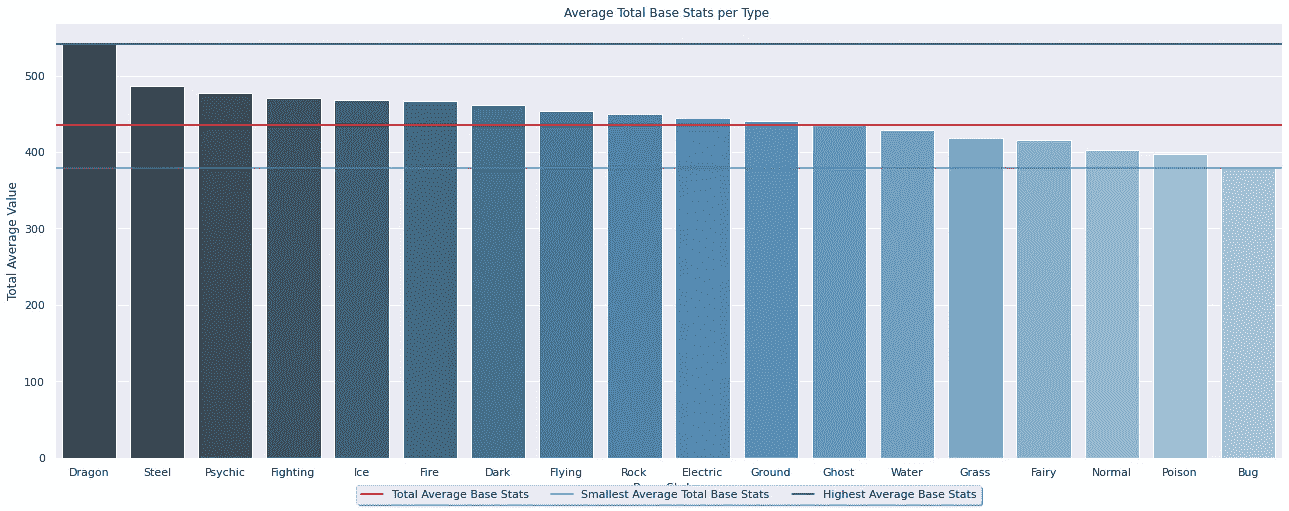 Average Total Base Stats per Type
Total Average Value
500
400
300
200
100
0
Dragon Steel Psychic Fighting Ice Fire Dark Flying Rock Electric Ground Ghost Water Grass Fairy Normal Poison Bug
Total Average Base Stats Smallest Average Total Base Stats Highest Average Base Stats